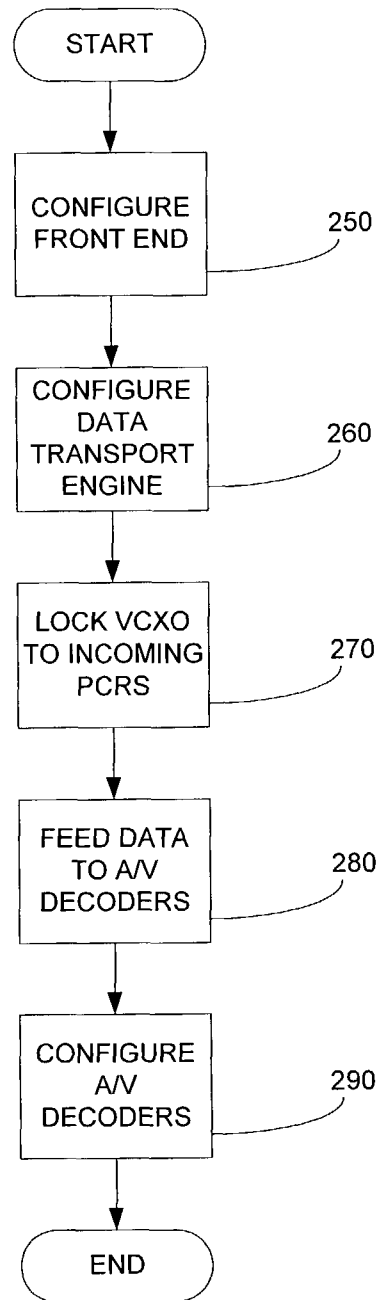 START
CONFIGURE
FRONT END
250
CONFIGURE
DATA
TRANSPORT
ENGINE
260
LOCK VCXO
TO INCOMING
PCRS
270
FEED DATA
TO A/V
DECODERS
280
CONFIGURE
A/V
DECODERS
290
END